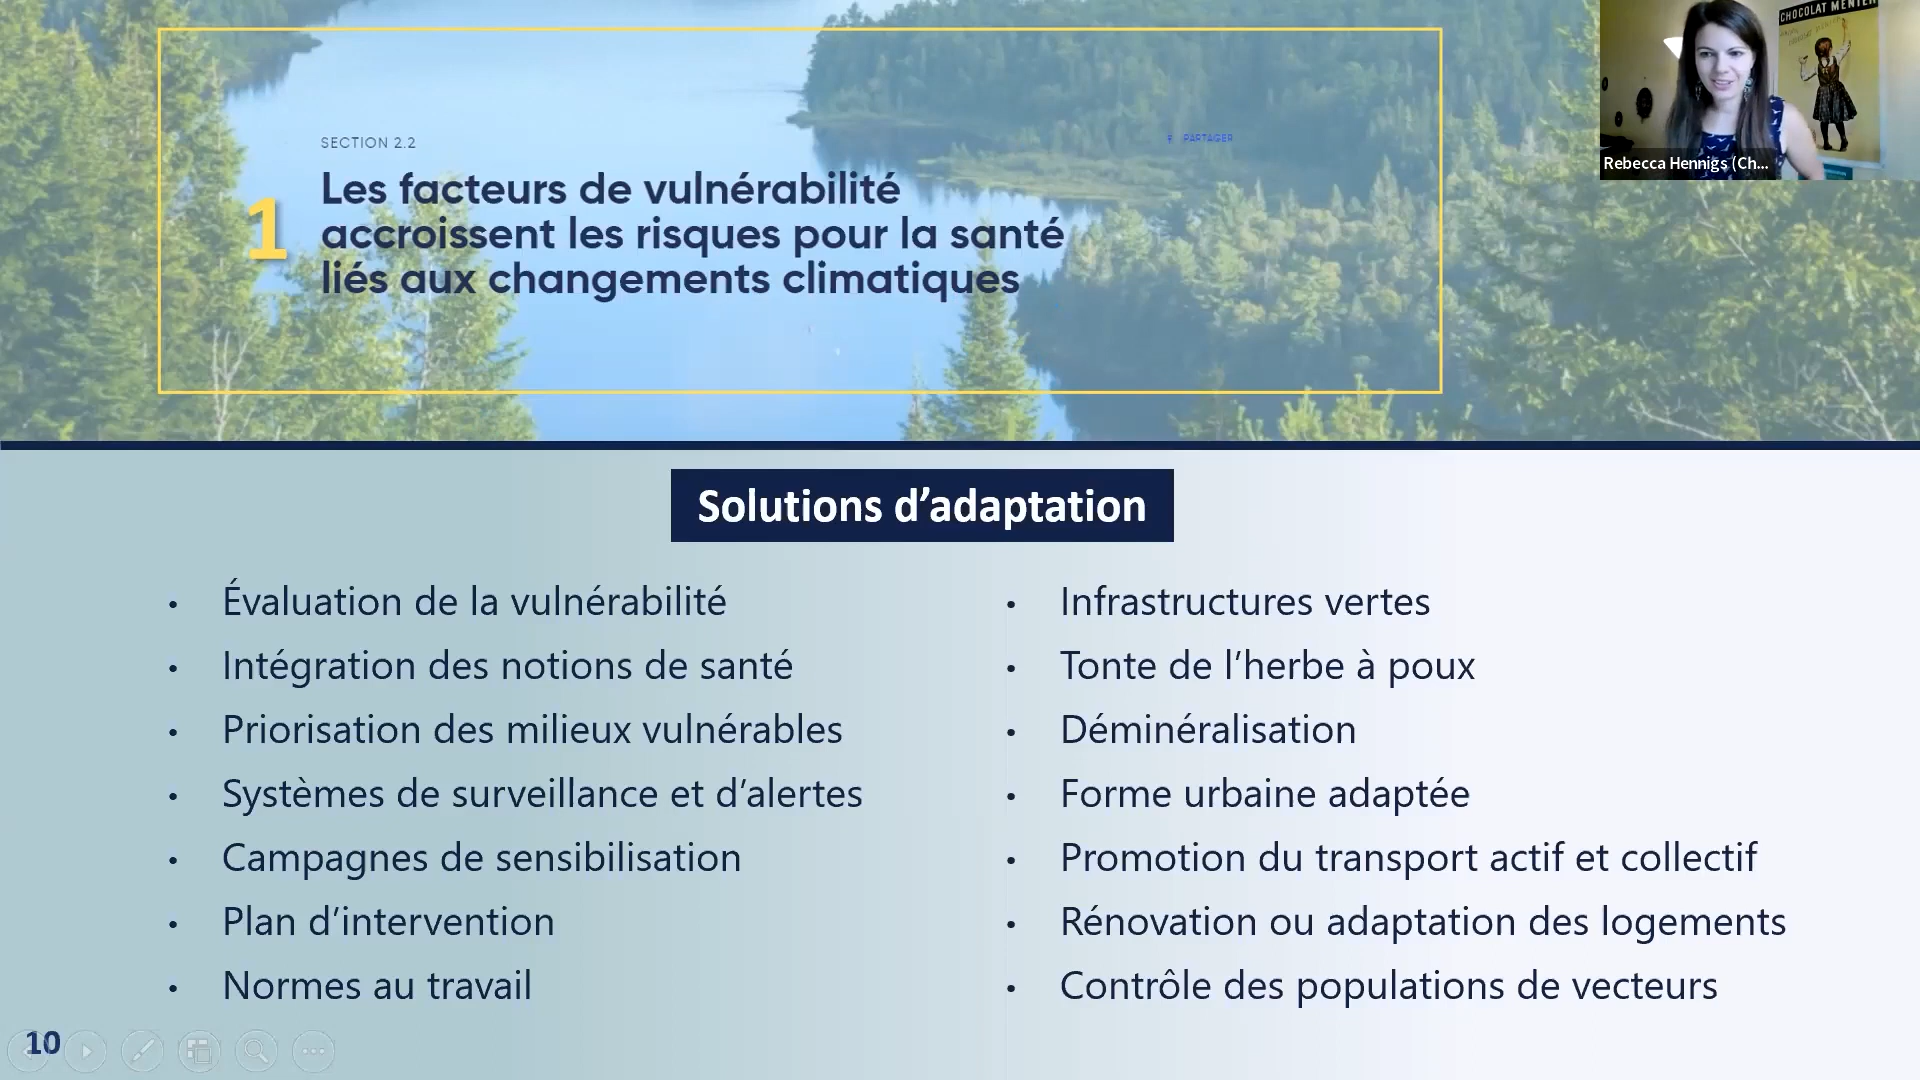 SECTION 2.2
PARTAGER
1
Les facteurs de vulnérabilité
accroissent les risques pour la santé
liés aux changements climatiques
CHOCOLAT MENIER
Rebecca Hennigs (Ch...
Solutions d’adaptation
• Évaluation de la vulnérabilité
• Intégration des notions de santé
• Priorisation des milieux vulnérables
• Systèmes de surveillance et d’alertes
• Campagnes de sensibilisation
• Plan d’intervention
• Normes au travail
• Infrastructures vertes
• Tonte de l’herbe à poux
• Déminéralisation
• Forme urbaine adaptée
• Promotion du transport actif et collectif
• Rénovation ou adaptation des logements
• Contrôle des populations de vecteurs
10